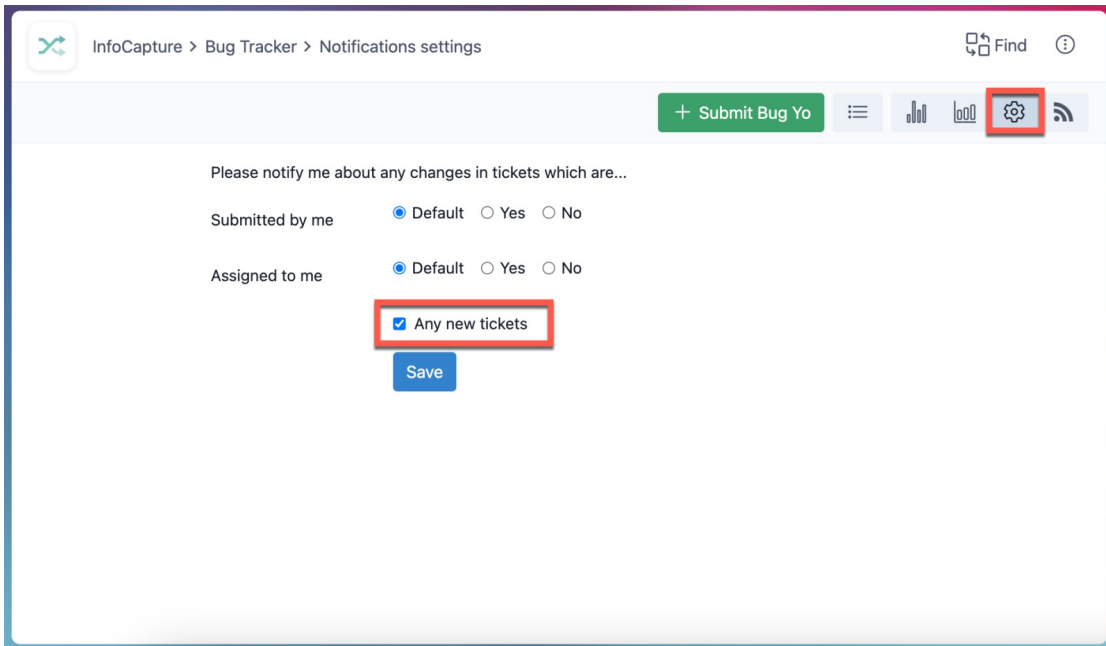 InfoCapture > Bug Tracker > Notifications settings
Find
+ Submit Bug Yo
Please notify me about any changes in tickets which are...
Submitted by me Default Yes No
Assigned to me Default Yes No
Any new tickets
Save